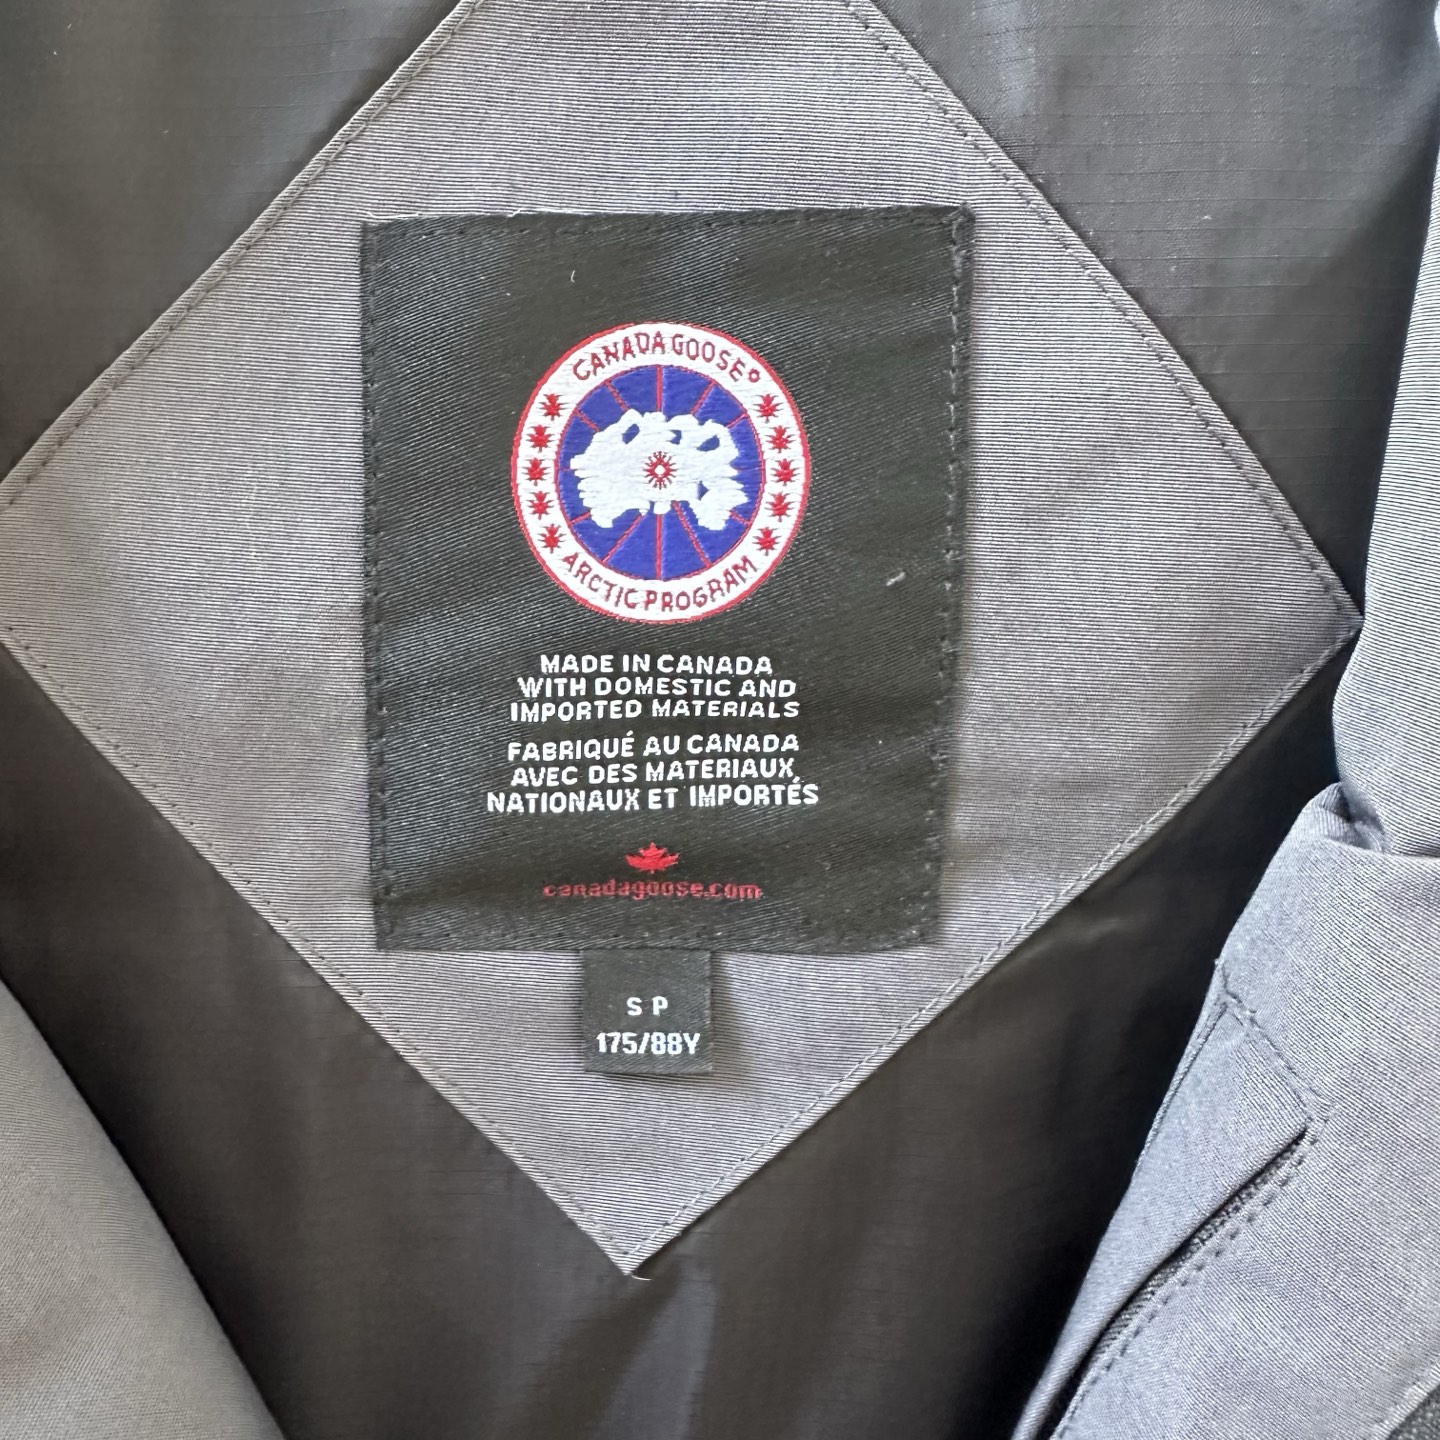 CANADA GOOSE®
ARCTIC PROGRAM
MADE IN CANADA
WITH DOMESTIC AND
IMPORTED MATERIALS
FABRIQUÉ AU CANADA
AVEC DES MATERIAUX
NATIONAUX ET IMPORTÉS
canadagoose.com
S P
175/88Y